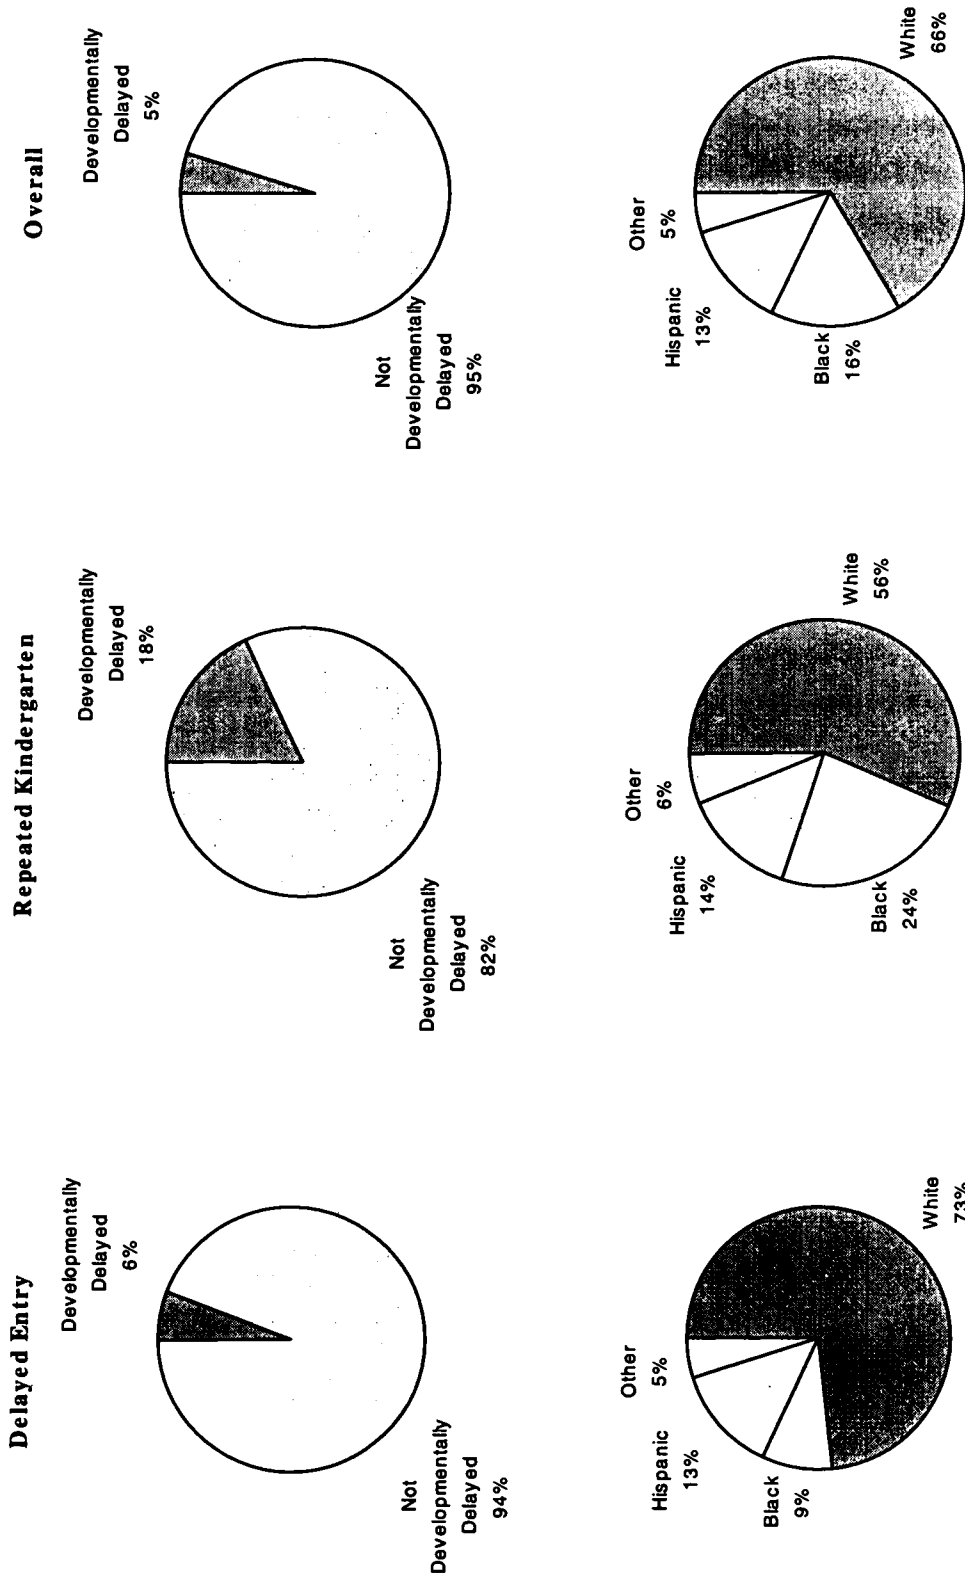 Delayed Entry
Developmentally
Delayed
6%
Not
Developmentally
Delayed
94%
Other
5%
Hispanic
13%
Black
9%
White
73%
Repeated Kindergarten
Developmentally
Delayed
18%
Not
Developmentally
Delayed
82%
Other
6%
Hispanic
14%
Black
24%
White
56%
Overall
Developmentally
Delayed
5%
Not
Developmentally
Delayed
95%
Other
5%
Hispanic
13%
Black
16%
White
66%